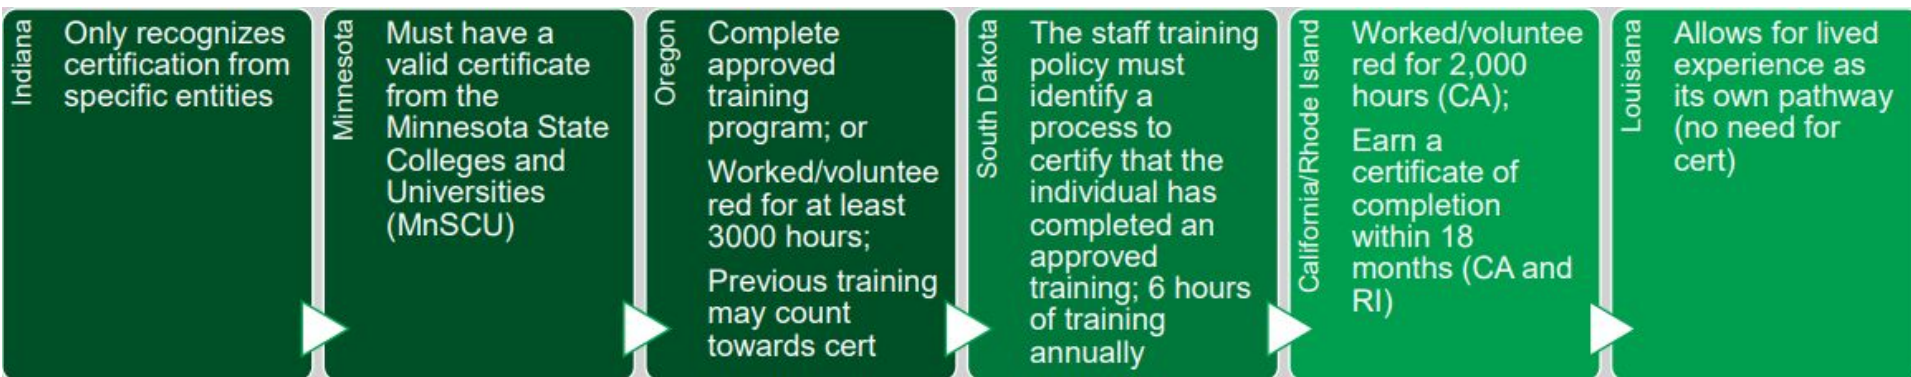 Indiana
Only recognizes
certification from
specific entities
Minnesota
Must have a
valid certificate
from the
Minnesota State
Colleges and
Universities
(MnSCU)
Oregon
Complete
approved
training
program; or
Worked/voluntee
red for at least
3000 hours;
Previous training
may count
towards cert
South Dakota
The staff training
policy must
identify a
process to
certify that the
individual has
completed an
approved
training; 6 hours
of training
annually
California/Rhode Island
Worked/voluntee
red for 2,000
hours (CA);
Earn a
certificate of
completion
within 18
months (CA and
RI)
Louisiana
Allows for lived
experience as
its own pathway
(no need for
cert)